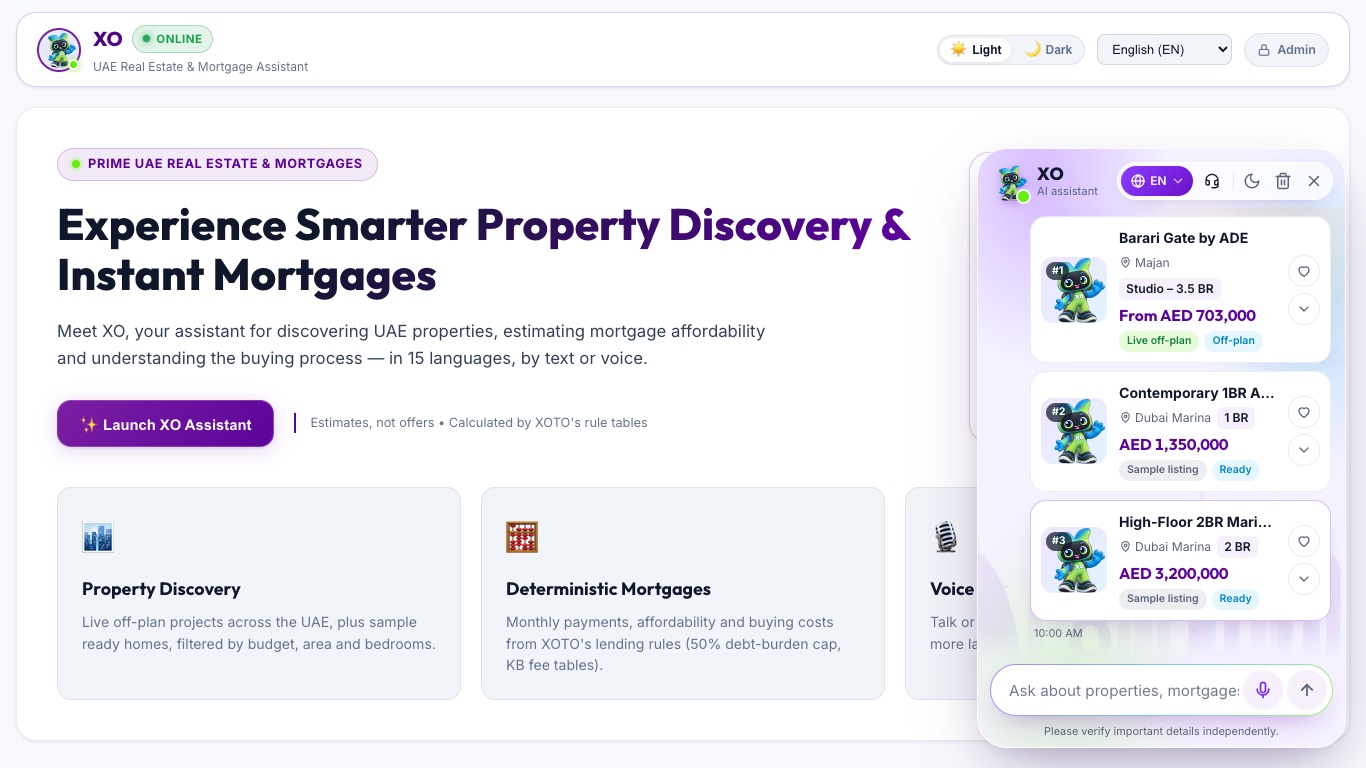 XO
ONLINE
UAE Real Estate & Mortgage Assistant
☀️ Light
🌙 Dark
English (EN)
Admin
PRIME UAE REAL ESTATE & MORTGAGES
Experience Smarter Property Discovery &
Instant Mortgages
Meet XO, your assistant for discovering UAE properties, estimating mortgage affordability
and understanding the buying process — in 15 languages, by text or voice.
✨ Launch XO Assistant
Estimates, not offers • Calculated by XOTO's rule tables
Property Discovery
Live off-plan projects across the UAE, plus sample
ready homes, filtered by budget, area and bedrooms.
Deterministic Mortgages
Monthly payments, affordability and buying costs
from XOTO's lending rules (50% debt-burden cap,
KB fee tables).
Voice
Talk or
more la
XO
AI assistant
EN
#1
Barari Gate by ADE
Majan
Studio – 3.5 BR
From AED 703,000
Live off-plan
Off-plan
#2
Contemporary 1BR A...
Dubai Marina
1 BR
AED 1,350,000
Sample listing
Ready
#3
High-Floor 2BR Mari...
Dubai Marina
2 BR
AED 3,200,000
Sample listing
Ready
10:00 AM
Ask about properties, mortgages
Please verify important details independently.